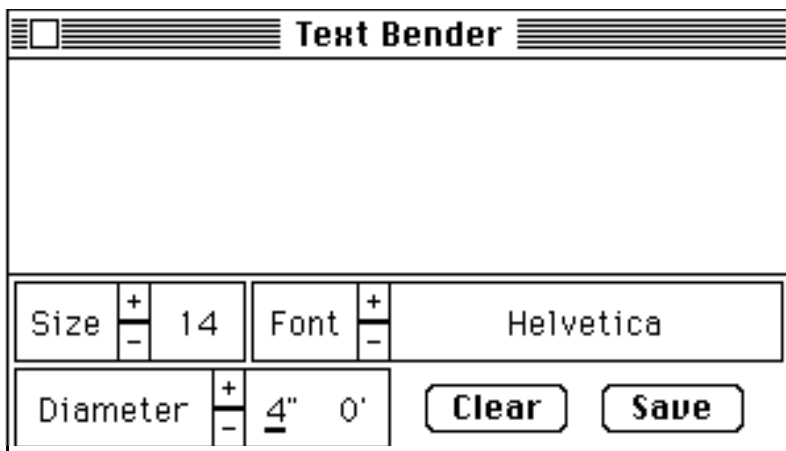 Text Bender
Size + - 14 Font + - Helvetica
Diameter + - 4" 0' Clear Save